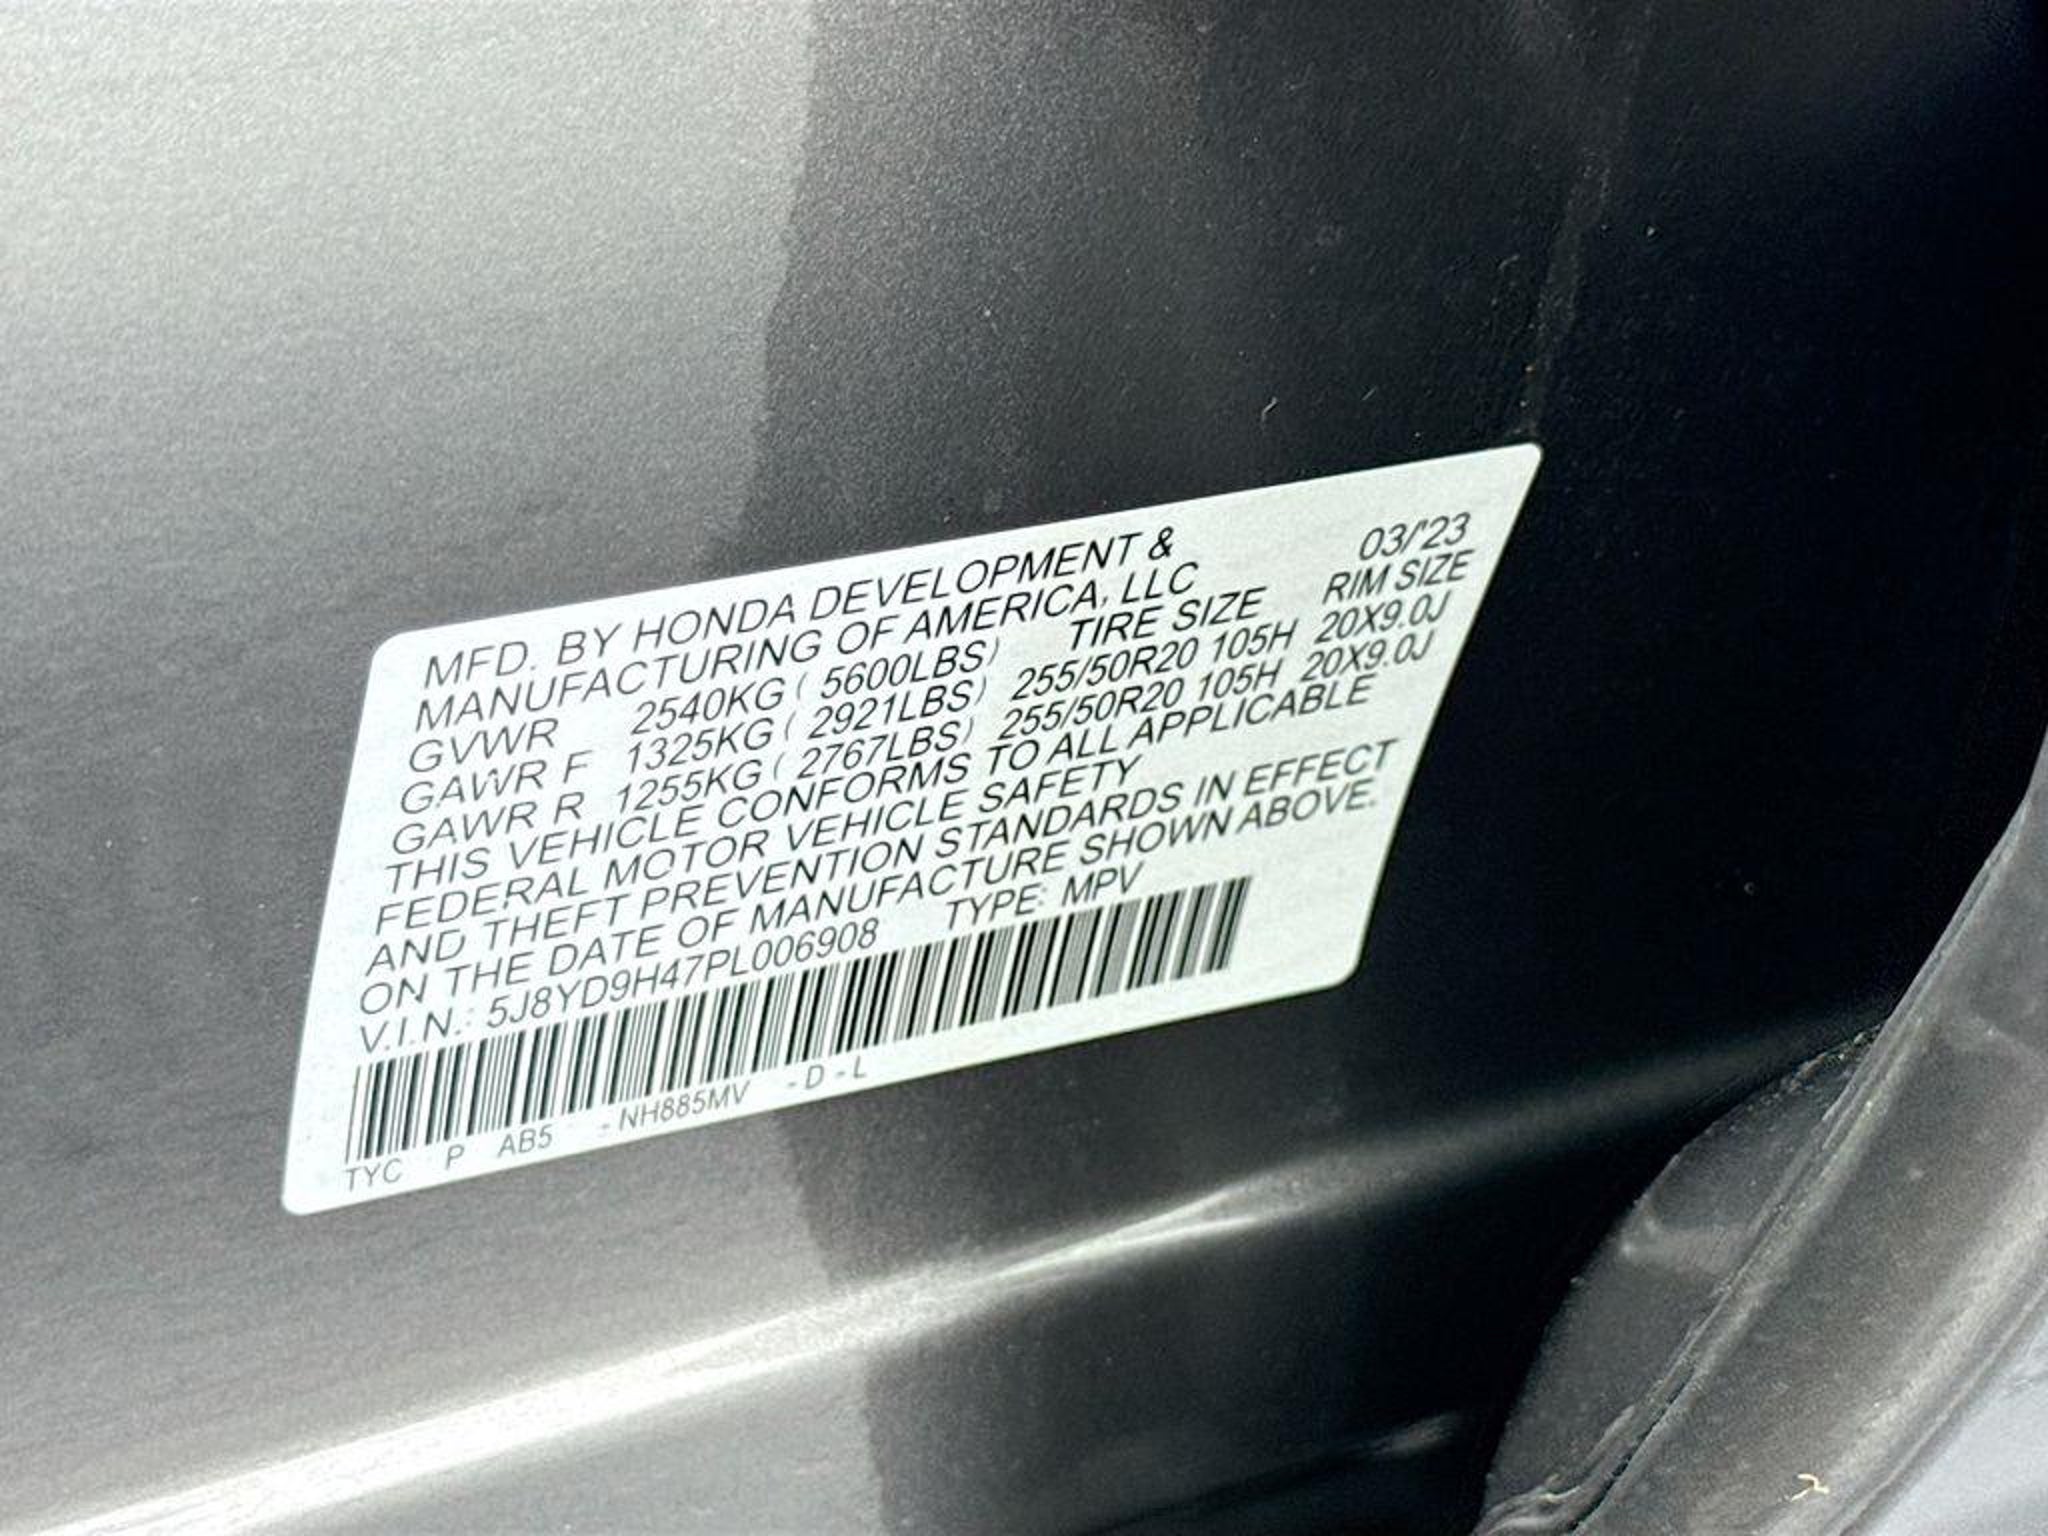 MFD. BY HONDA DEVELOPMENT & 03/'23
MANUFACTURING OF AMERICA, LLC
TIRE SIZE RIM SIZE
GVWR 2540KG ( 5600LBS)
GAWR F 1325KG ( 2921LBS) 255/50R20 105H 20X9.0J
GAWR R 1255KG ( 2767LBS) 255/50R20 105H 20X9.0J
THIS VEHICLE CONFORMS TO ALL APPLICABLE
FEDERAL MOTOR VEHICLE SAFETY
AND THEFT PREVENTION STANDARDS IN EFFECT
ON THE DATE OF MANUFACTURE SHOWN ABOVE.
V.I.N.: 5J8YD9H47PL006908 TYPE: MPV
TYC P AB5 - NH885MV - D - L